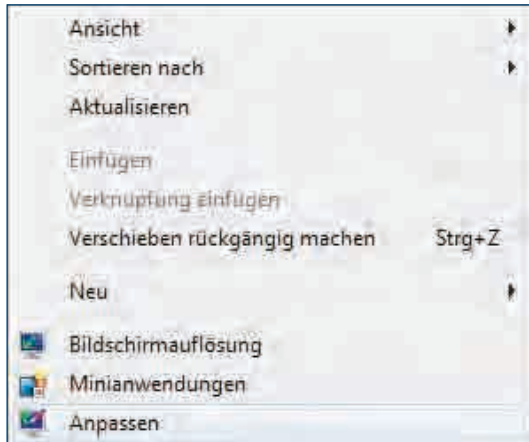 Ansicht
Sortieren nach
Aktualisieren
Einfügen
Verknüpfung einfügen
Verschieben rückgängig machen Strg+Z
Neu
Bildschirmauflösung
Minianwendungen
Anpassen